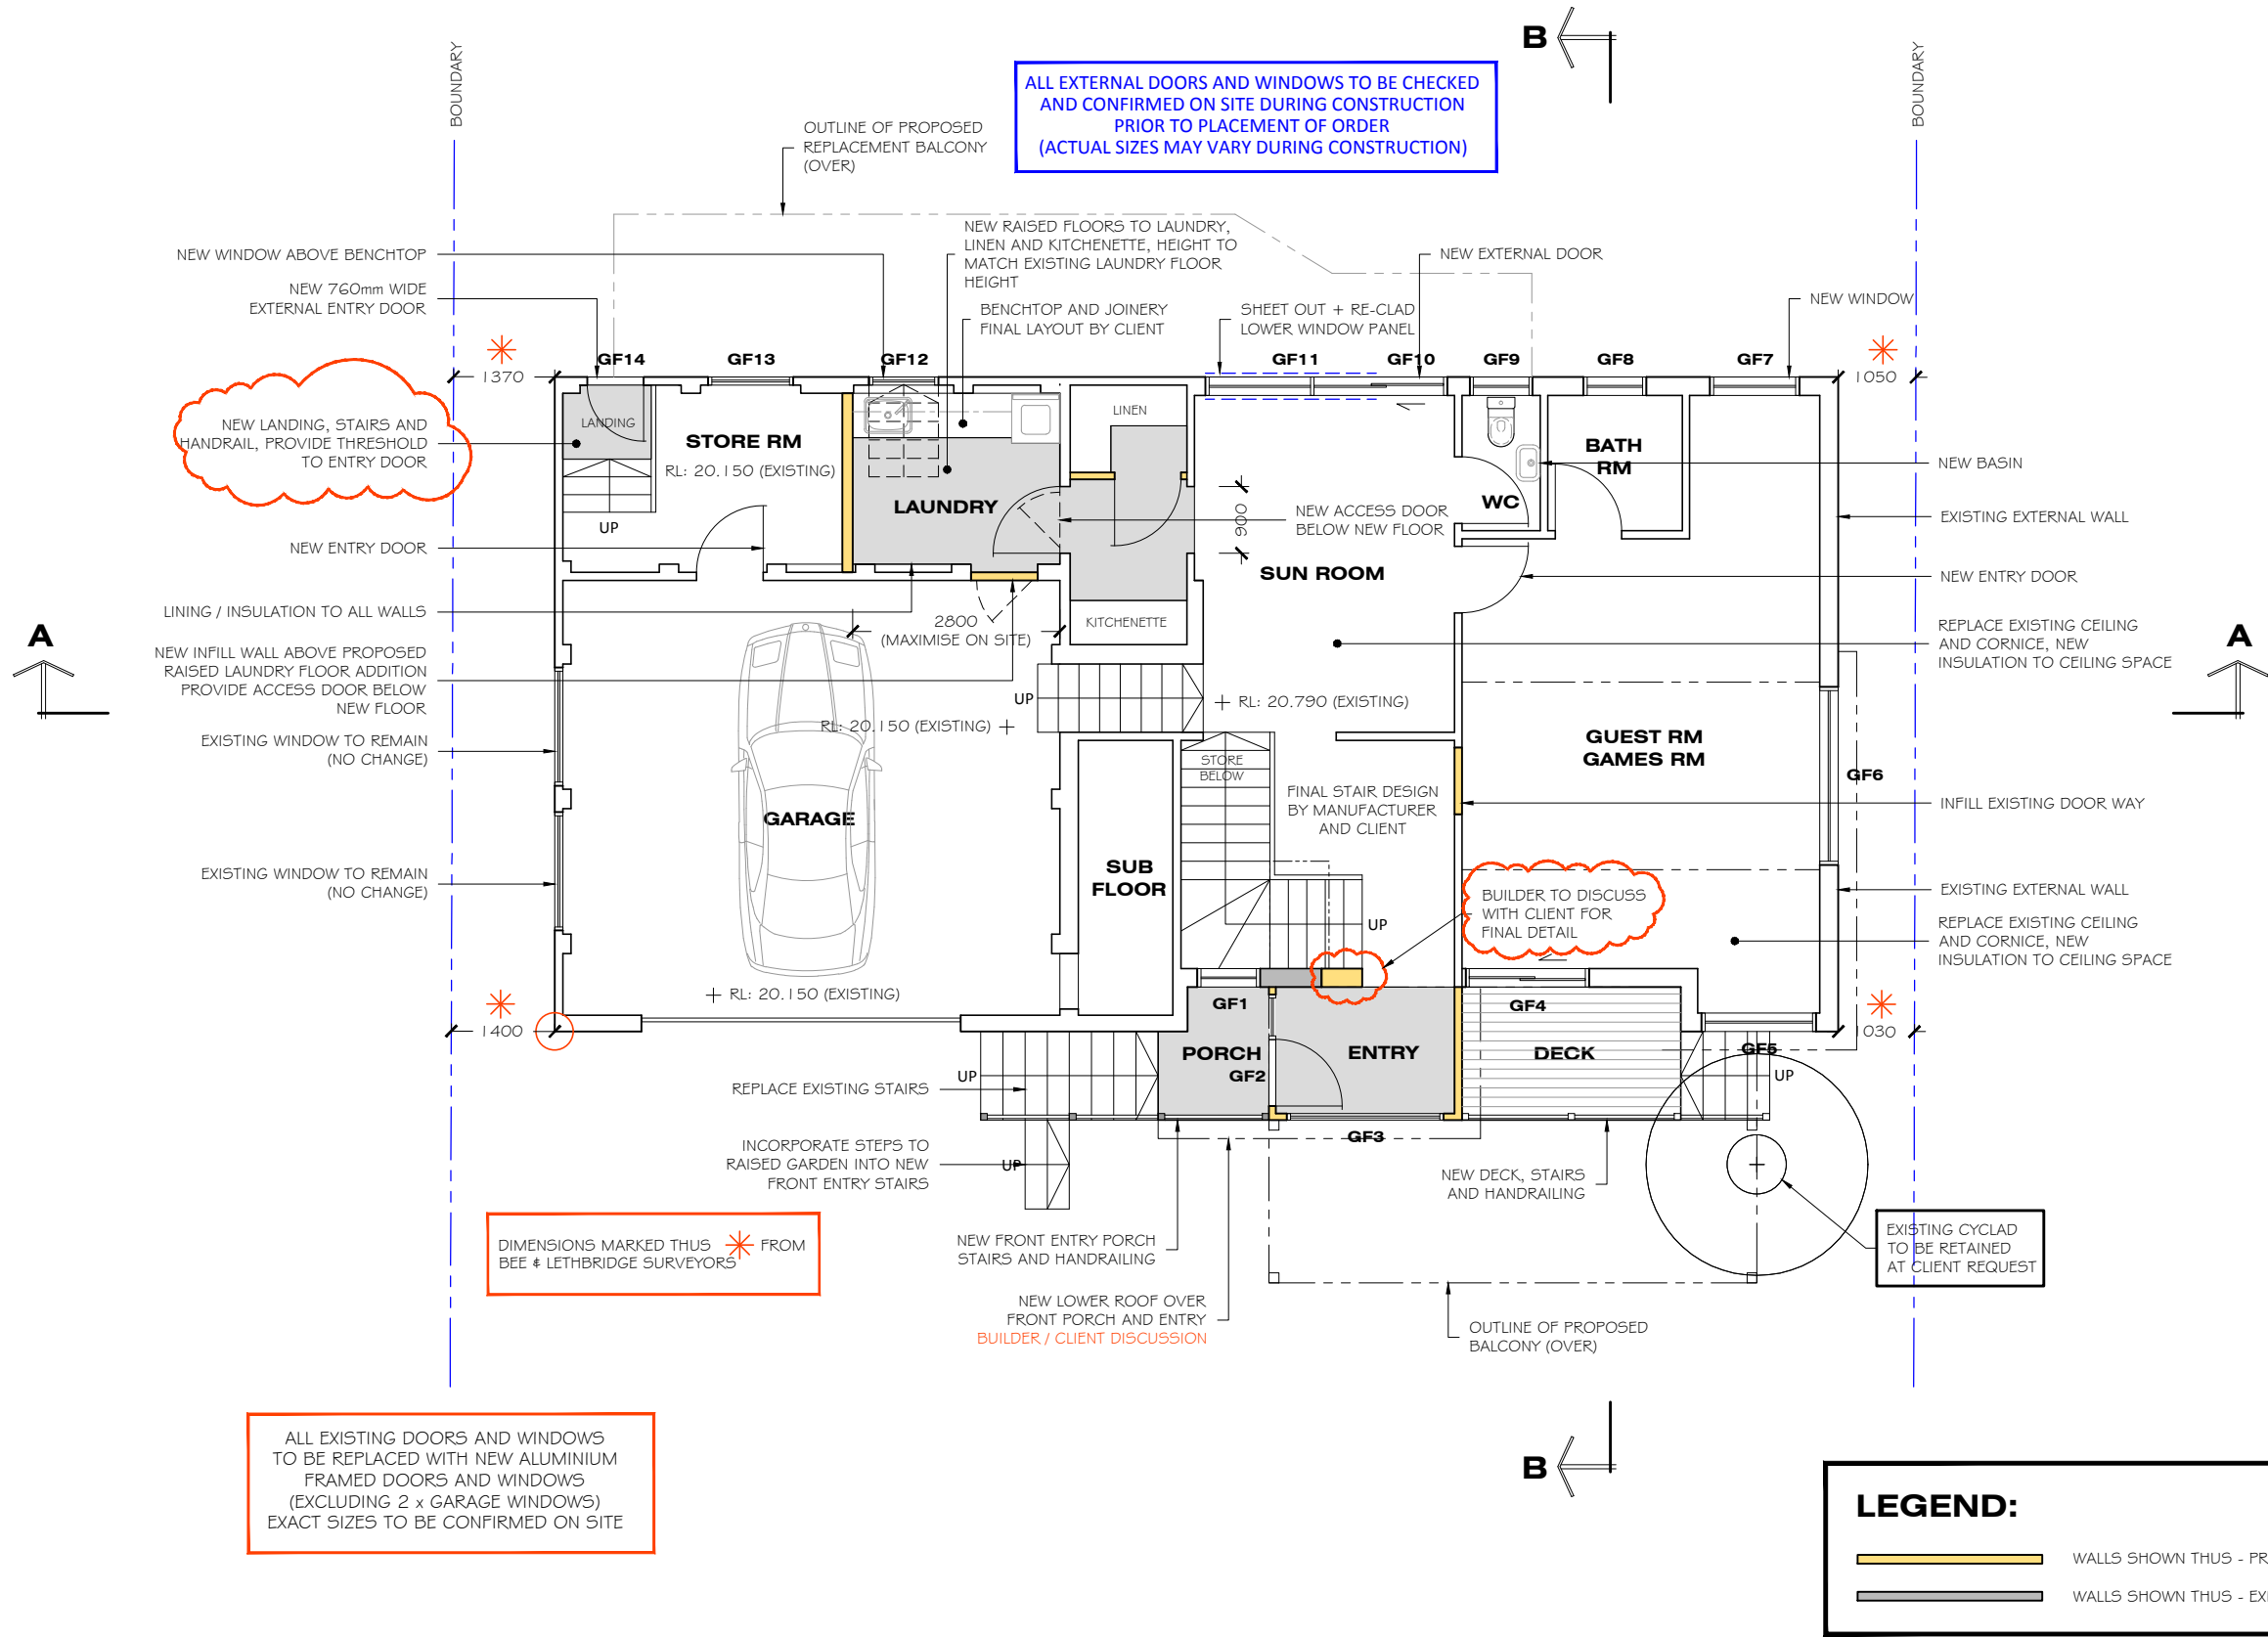 B
BOUNDARY
BOUNDARY
ALL EXTERNAL DOORS AND WINDOWS TO BE CHECKED
AND CONFIRMED ON SITE DURING CONSTRUCTION
PRIOR TO PLACEMENT OF ORDER
(ACTUAL SIZES MAY VARY DURING CONSTRUCTION)
OUTLINE OF PROPOSED
REPLACEMENT BALCONY
(OVER)
NEW WINDOW ABOVE BENCHTOP
NEW 760mm WIDE
EXTERNAL ENTRY DOOR
NEW RAISED FLOORS TO LAUNDRY,
LINEN AND KITCHENETTE, HEIGHT TO
MATCH EXISTING LAUNDRY FLOOR
HEIGHT
BENCHTOP AND JOINERY
FINAL LAYOUT BY CLIENT
NEW EXTERNAL DOOR
SHEET OUT + RE-CLAD
LOWER WINDOW PANEL
NEW WINDOW
GF14
GF13
GF12
GF11
GF10
GF9
GF8
GF7
1370
1050
NEW LANDING, STAIRS AND
HANDRAIL, PROVIDE THRESHOLD
TO ENTRY DOOR
LANDING
STORE RM
RL: 20.150 (EXISTING)
UP
LINEN
LAUNDRY
900
NEW ACCESS DOOR
BELOW NEW FLOOR
WC
BATH
RM
NEW BASIN
EXISTING EXTERNAL WALL
NEW ENTRY DOOR
SUN ROOM
NEW ENTRY DOOR
LINING / INSULATION TO ALL WALLS
2800
(MAXIMISE ON SITE)
KITCHENETTE
A
A
NEW INFILL WALL ABOVE PROPOSED
RAISED LAUNDRY FLOOR ADDITION
PROVIDE ACCESS DOOR BELOW
NEW FLOOR
REPLACE EXISTING CEILING
AND CORNICE, NEW
INSULATION TO CEILING SPACE
UP
RL: 20.790 (EXISTING)
RL: 20.150 (EXISTING)
EXISTING WINDOW TO REMAIN
(NO CHANGE)
STORE
BELOW
GUEST RM
GAMES RM
GF6
FINAL STAIR DESIGN
BY MANUFACTURER
AND CLIENT
INFILL EXISTING DOOR WAY
GARAGE
EXISTING WINDOW TO REMAIN
(NO CHANGE)
SUB
FLOOR
UP
BUILDER TO DISCUSS
WITH CLIENT FOR
FINAL DETAIL
EXISTING EXTERNAL WALL
REPLACE EXISTING CEILING
AND CORNICE, NEW
INSULATION TO CEILING SPACE
RL: 20.150 (EXISTING)
GF1
GF4
1400
1030
PORCH
GF2
ENTRY
DECK
GF5
UP
UP
REPLACE EXISTING STAIRS
GF3
INCORPORATE STEPS TO
RAISED GARDEN INTO NEW
FRONT ENTRY STAIRS
UP
NEW DECK, STAIRS
AND HANDRAILING
DIMENSIONS MARKED THUS FROM
BEE & LETHBRIDGE SURVEYORS
NEW FRONT ENTRY PORCH
STAIRS AND HANDRAILING
EXISTING CYCLAD
TO BE RETAINED
AT CLIENT REQUEST
NEW LOWER ROOF OVER
FRONT PORCH AND ENTRY
BUILDER / CLIENT DISCUSSION
OUTLINE OF PROPOSED
BALCONY (OVER)
ALL EXISTING DOORS AND WINDOWS
TO BE REPLACED WITH NEW ALUMINIUM
FRAMED DOORS AND WINDOWS
(EXCLUDING 2 x GARAGE WINDOWS)
EXACT SIZES TO BE CONFIRMED ON SITE
B
LEGEND:
WALLS SHOWN THUS - PR
WALLS SHOWN THUS - EX